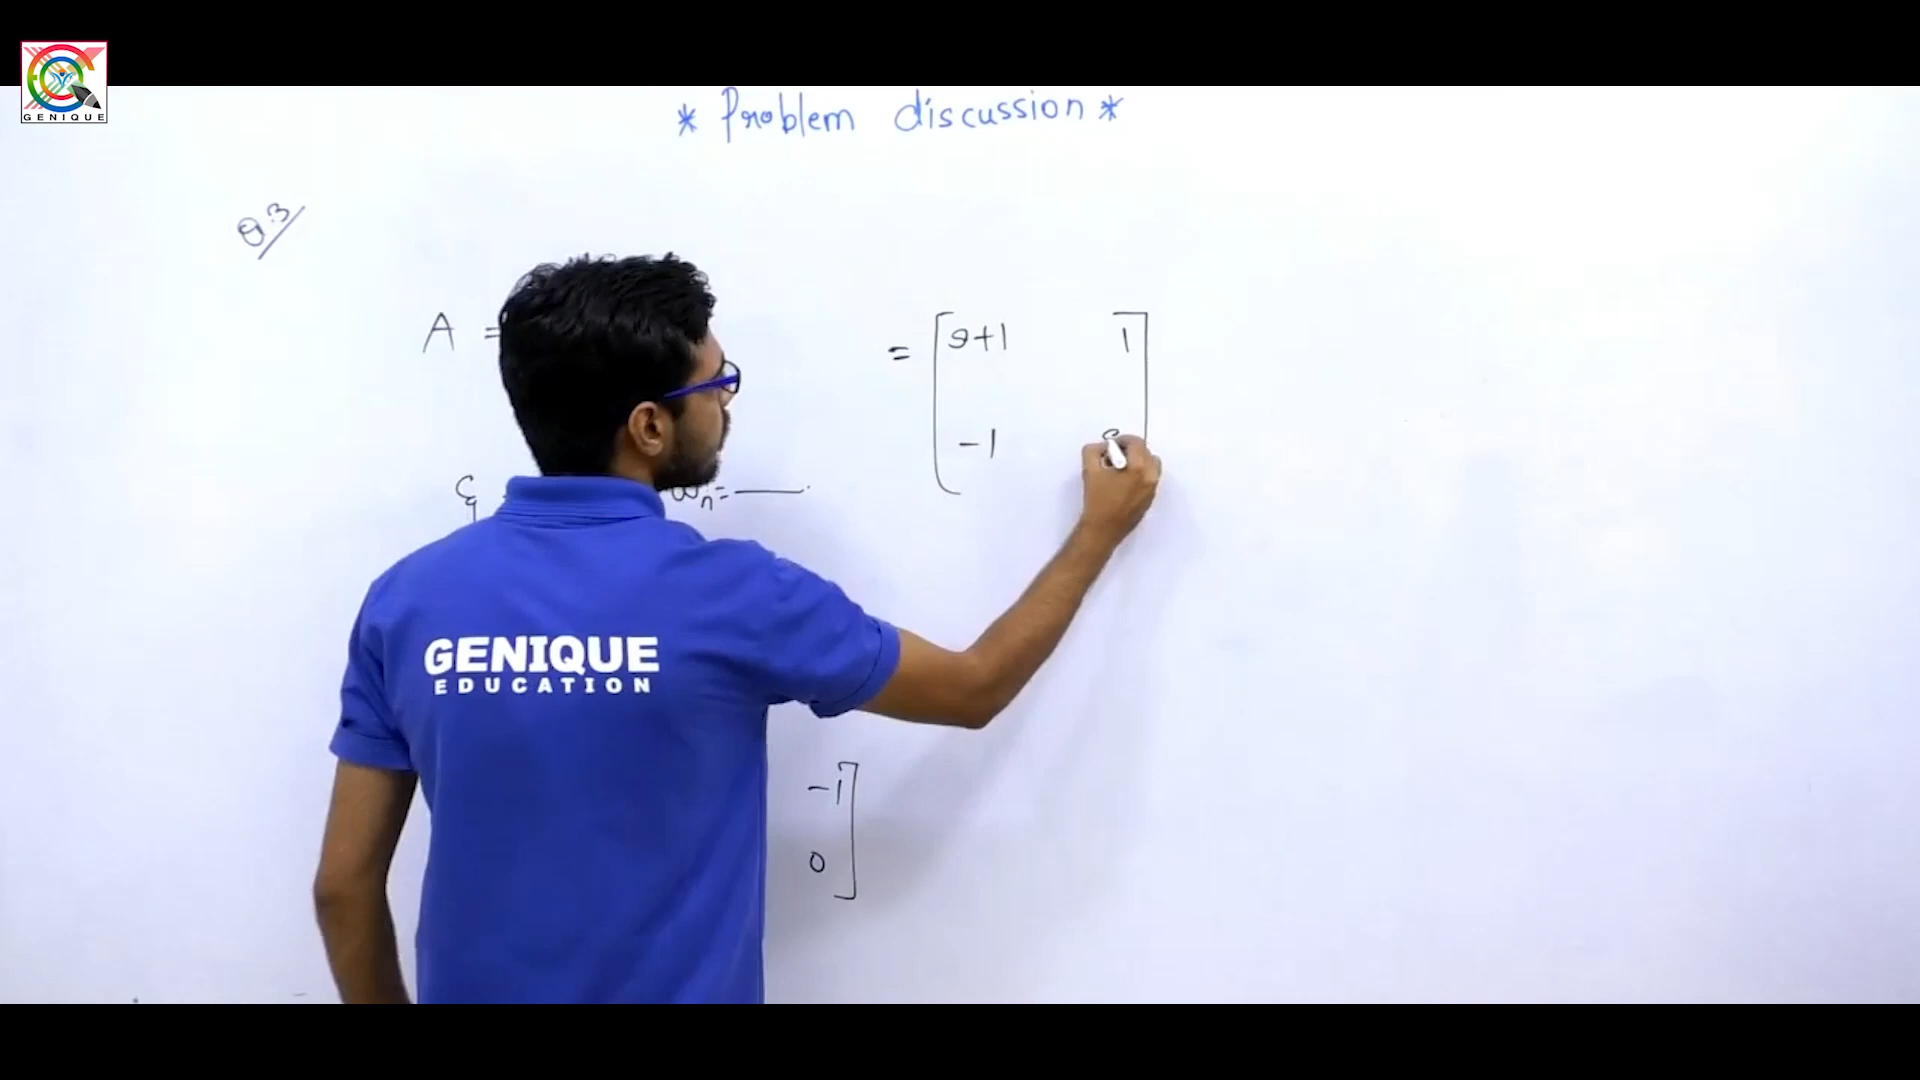 GENIQUE
* Problem discussion *
Q.3
A =
= [ s+1 1
-1
ξ ωn = ——
GENIQUE
EDUCATION
-1 ]
0